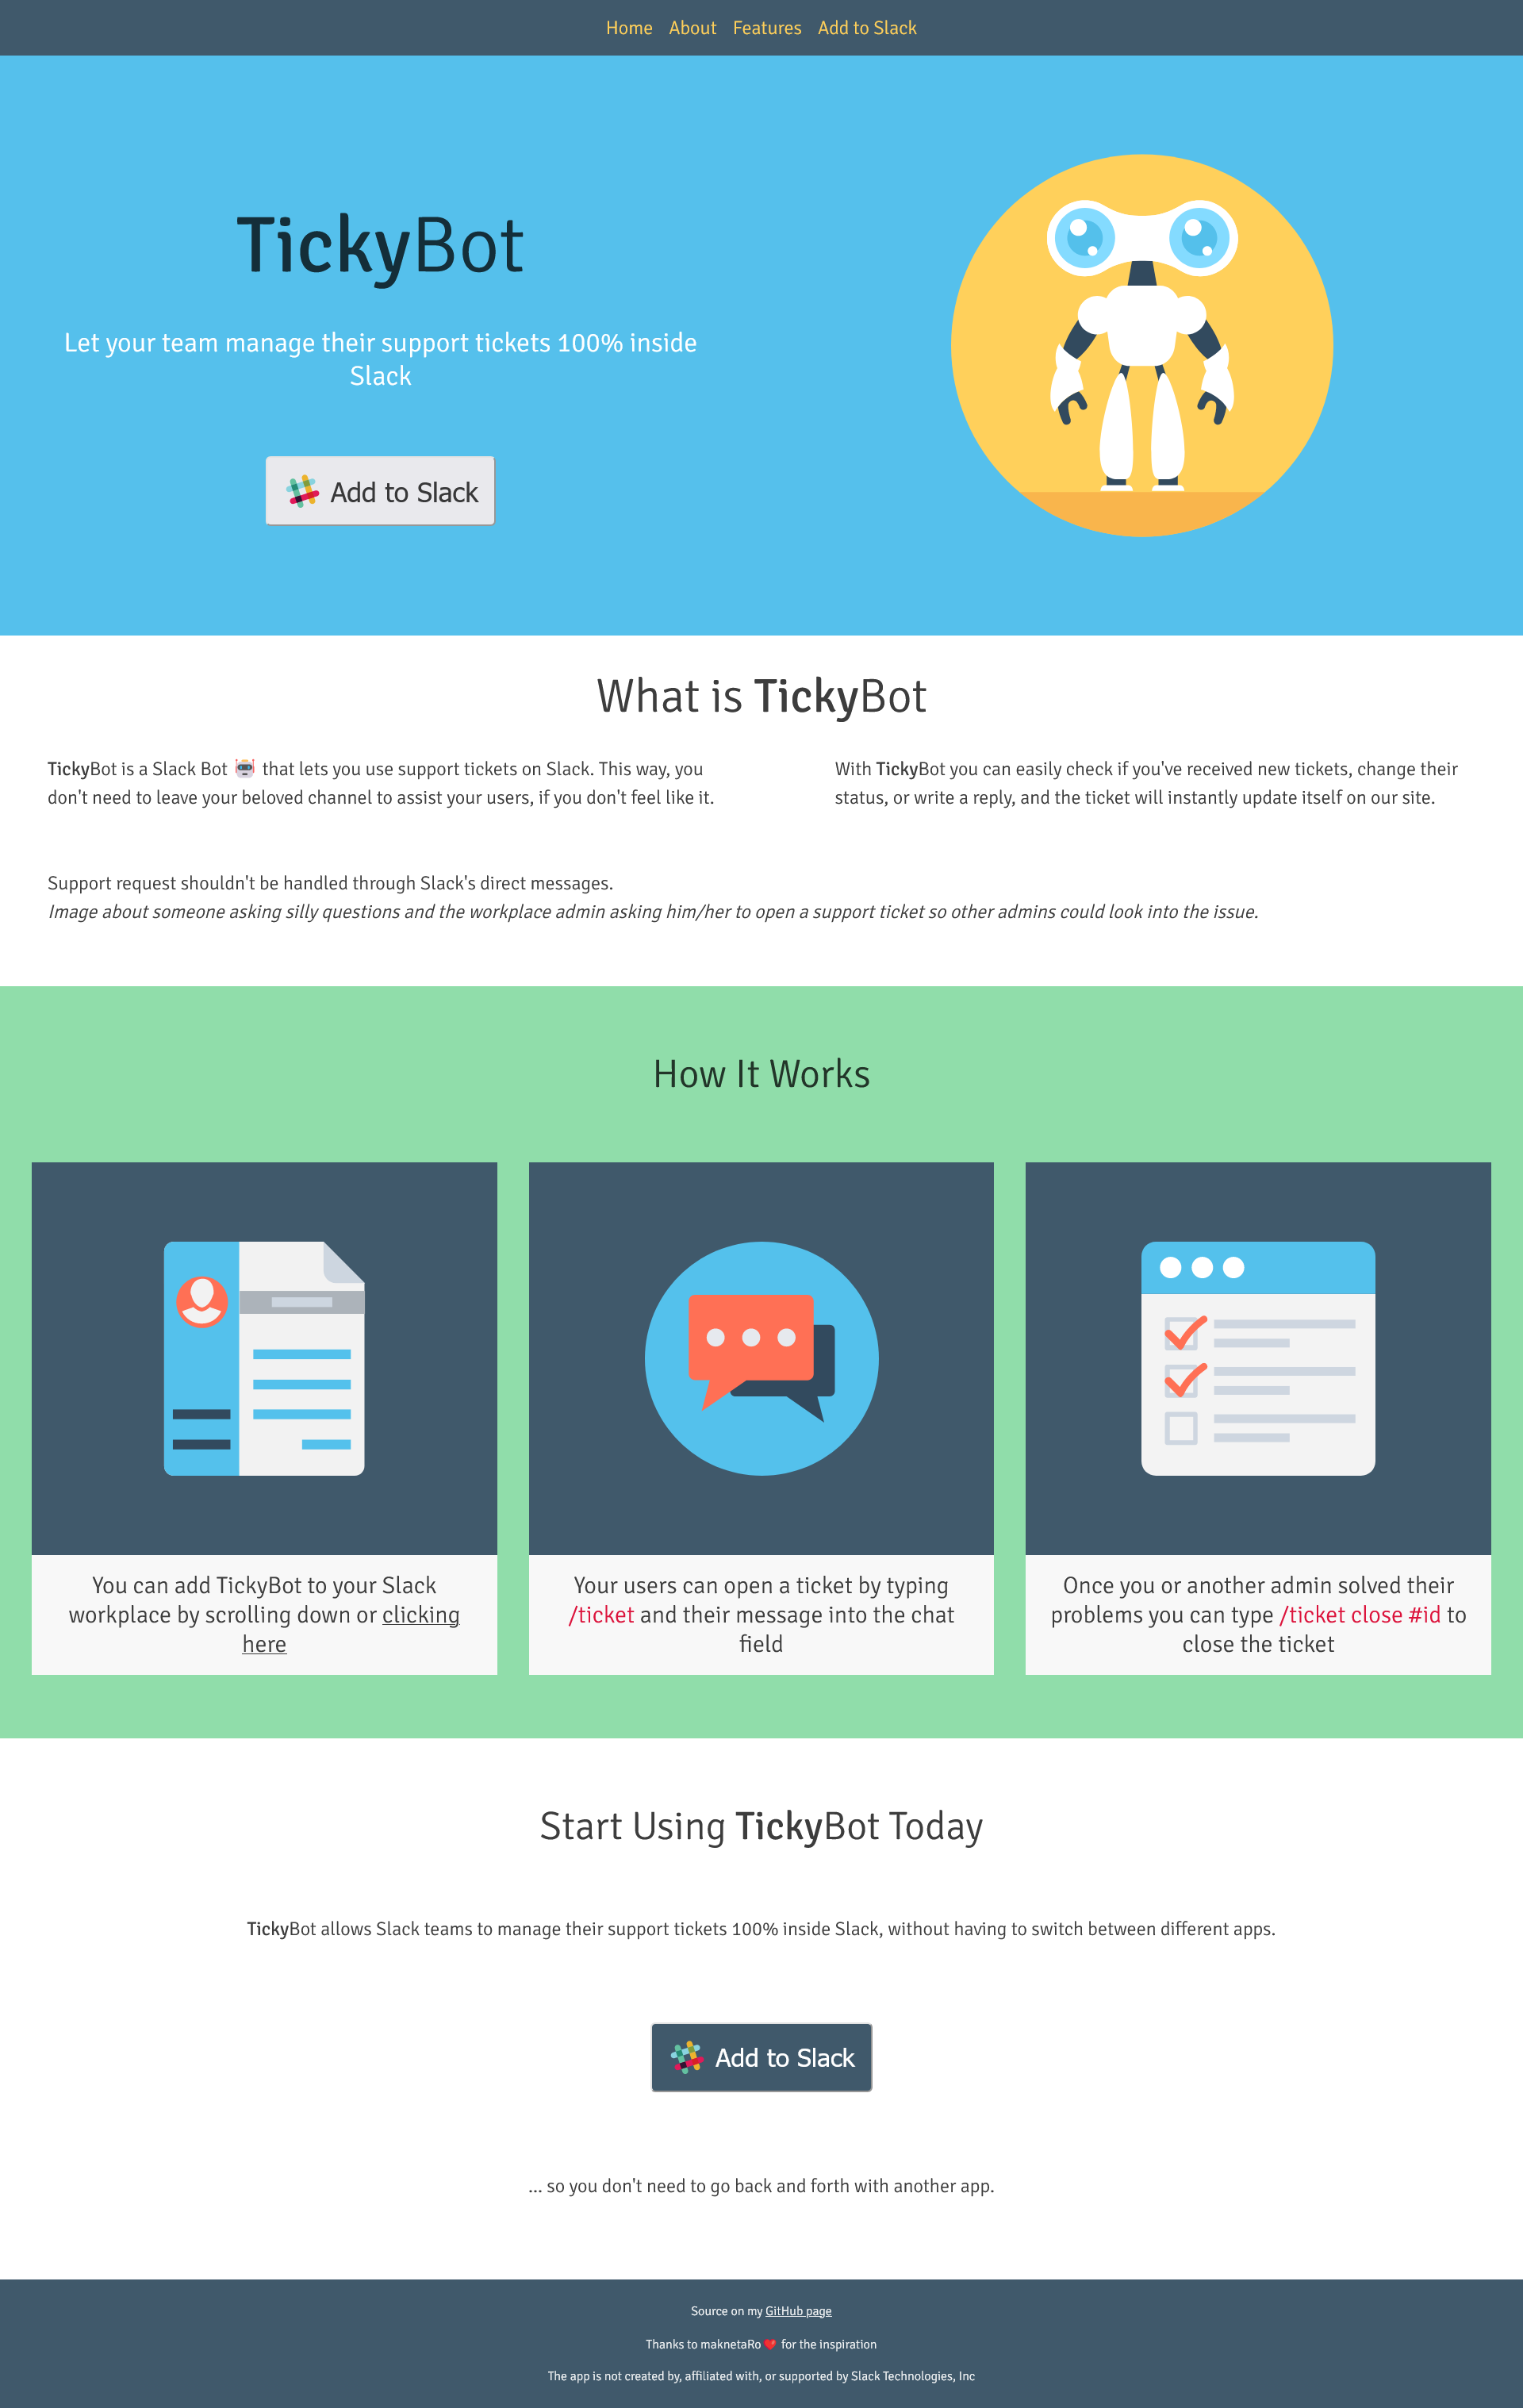 Home About Features Add to Slack
TickyBot
Let your team manage their support tickets 100% inside
Slack
Add to Slack
What is TickyBot
TickyBot is a Slack Bot 🤖 that lets you use support tickets on Slack. This way, you
don't need to leave your beloved channel to assist your users, if you don't feel like it.
With TickyBot you can easily check if you've received new tickets, change their
status, or write a reply, and the ticket will instantly update itself on our site.
Support request shouldn't be handled through Slack's direct messages.
Image about someone asking silly questions and the workplace admin asking him/her to open a support ticket so other admins could look into the issue.
How It Works
You can add TickyBot to your Slack
workplace by scrolling down or clicking
here
Your users can open a ticket by typing
/ticket and their message into the chat
field
Once you or another admin solved their
problems you can type /ticket close #id to
close the ticket
Start Using TickyBot Today
TickyBot allows Slack teams to manage their support tickets 100% inside Slack, without having to switch between different apps.
Add to Slack
... so you don't need to go back and forth with another app.
Source on my GitHub page
Thanks to maknetaRo ❤️ for the inspiration
The app is not created by, affiliated with, or supported by Slack Technologies, Inc